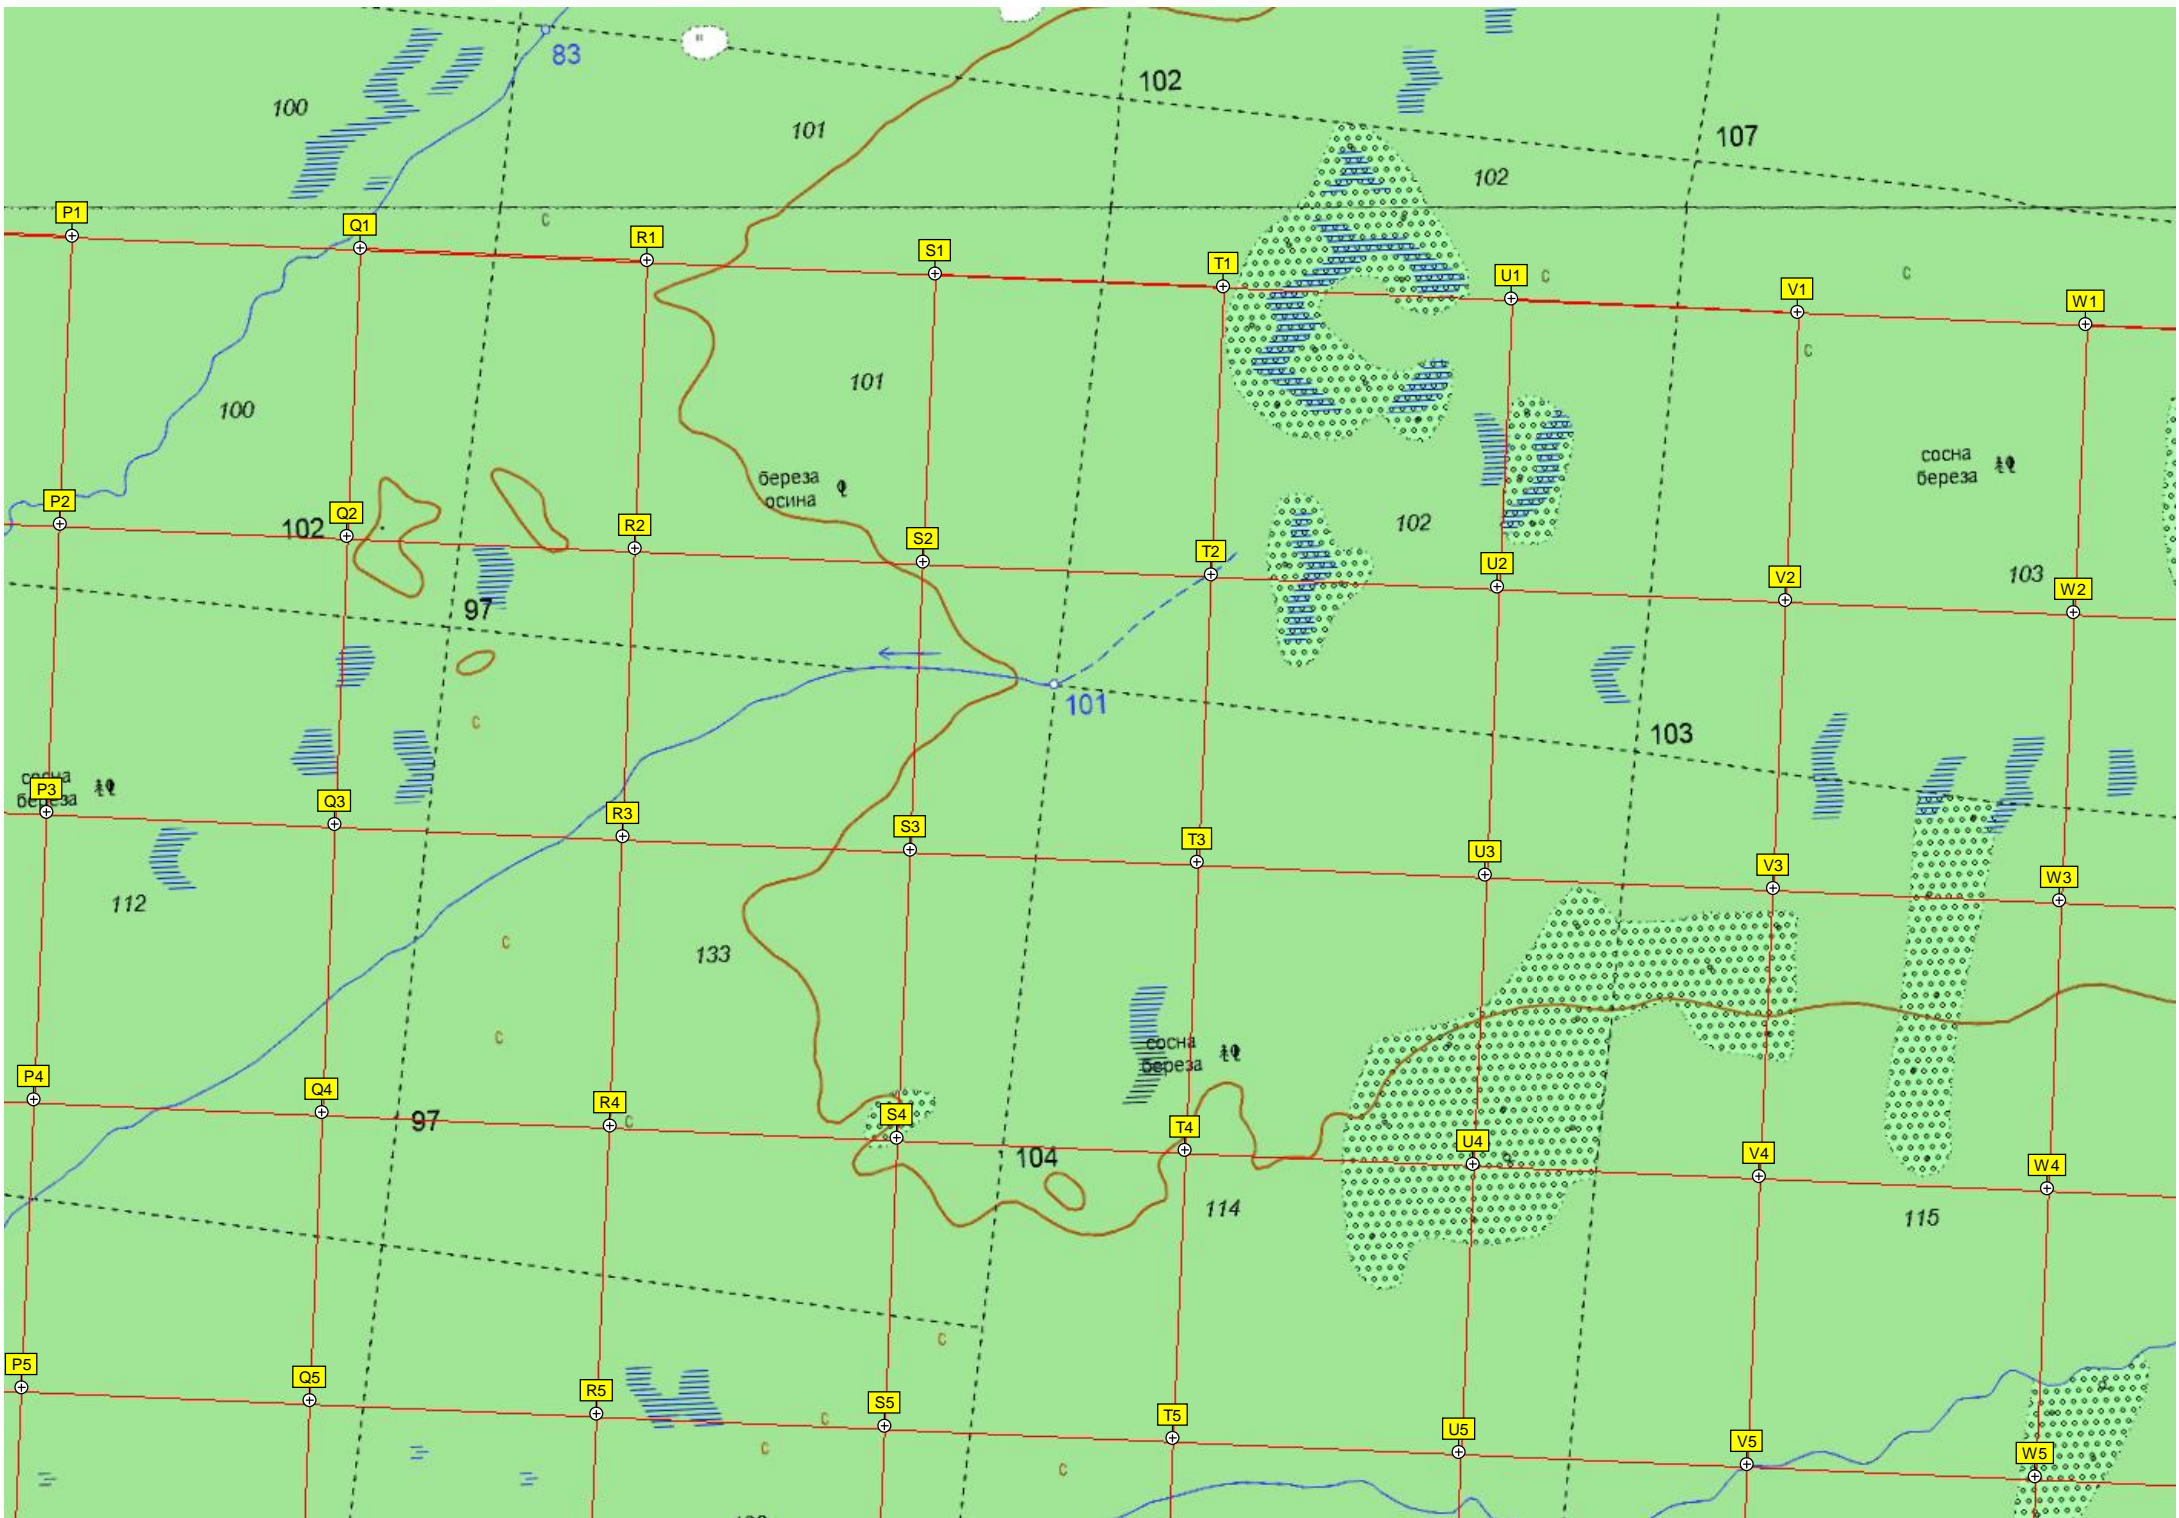 83
102
100
101
107
102
P1
Q1
R1
S1
T1
U1
V1
W1
C
C
C
C
101
100
береза
осина
сосна
береза
P2
Q2
102
R2
S2
T2
102
U2
V2
103
W2
97
101
103
C
сосна
береза
P3
Q3
R3
S3
T3
U3
V3
W3
112
133
C
C
сосна
береза
P4
Q4
97
R4
C
S4
104
T4
U4
V4
W4
114
115
C
P5
Q5
R5
S5
C
T5
U5
V5
W5
C
C